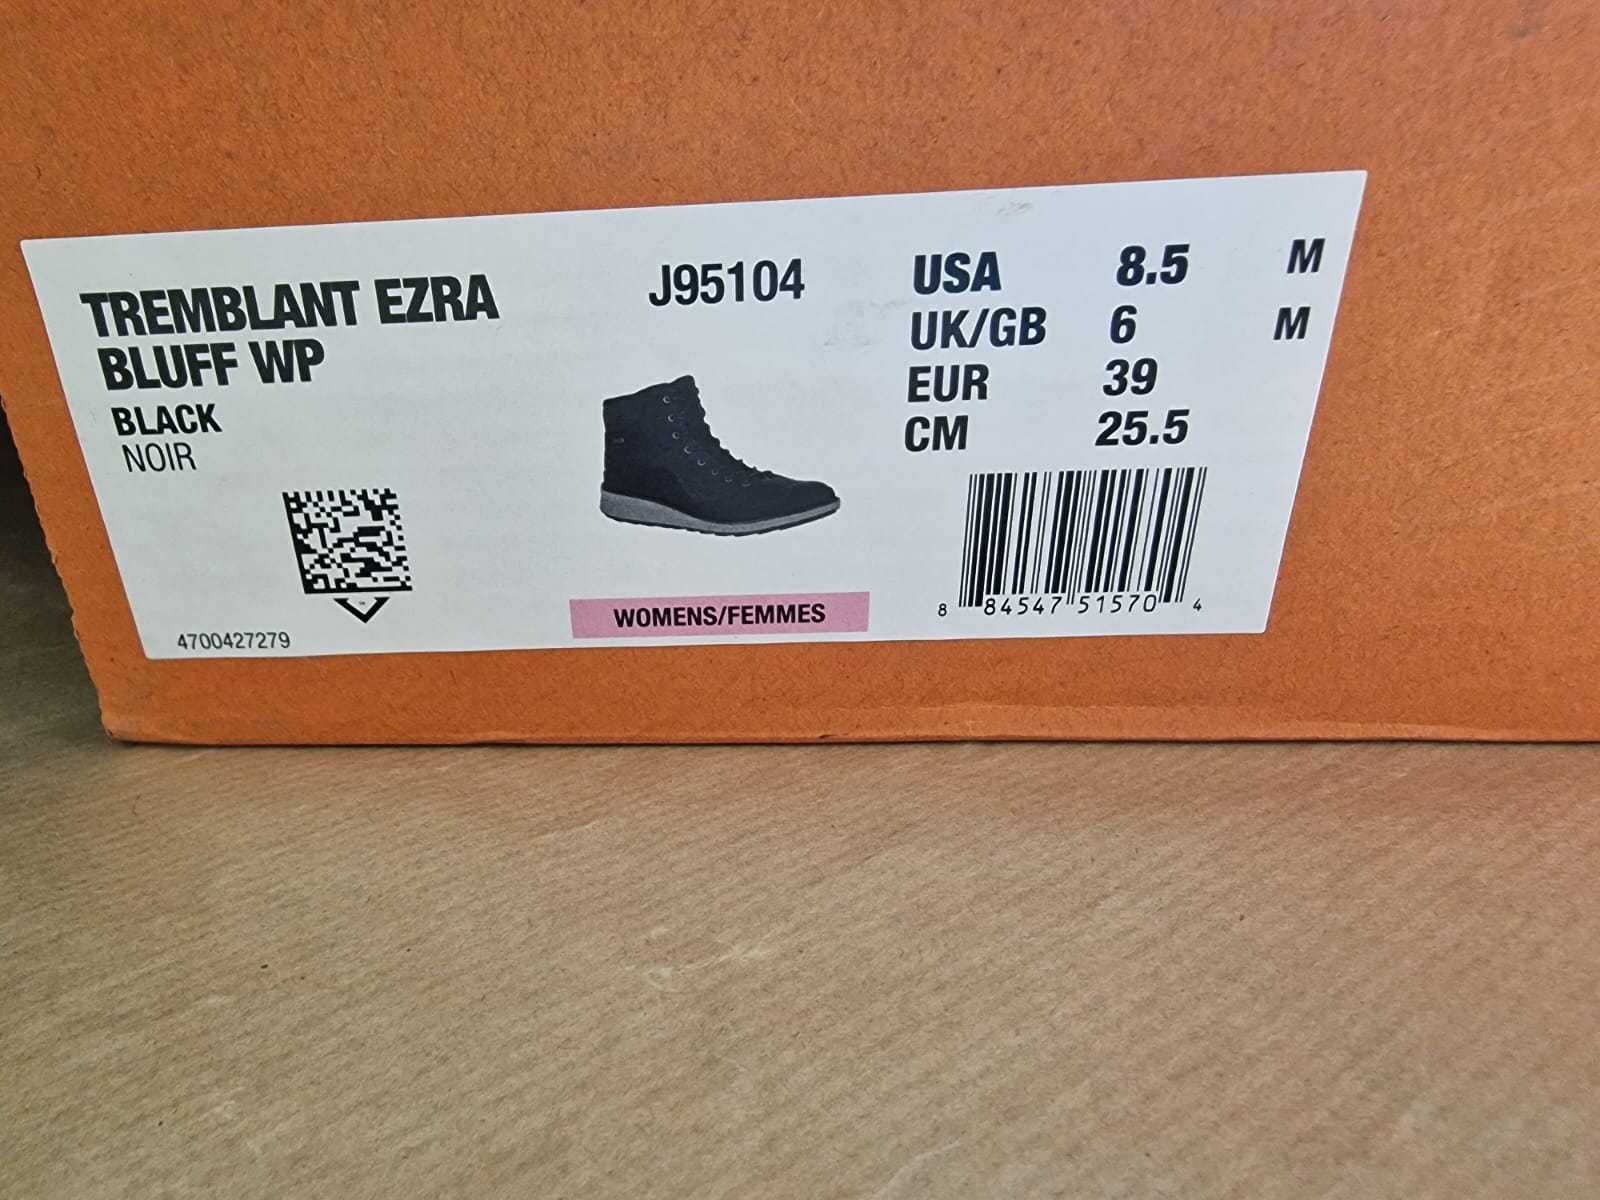 TREMBLANT EZRA
BLUFF WP
BLACK
NOIR
4700427279
J95104
WOMENS/FEMMES
USA 8.5 M
UK/GB 6 M
EUR 39
CM 25.5
8 84547 51570 4